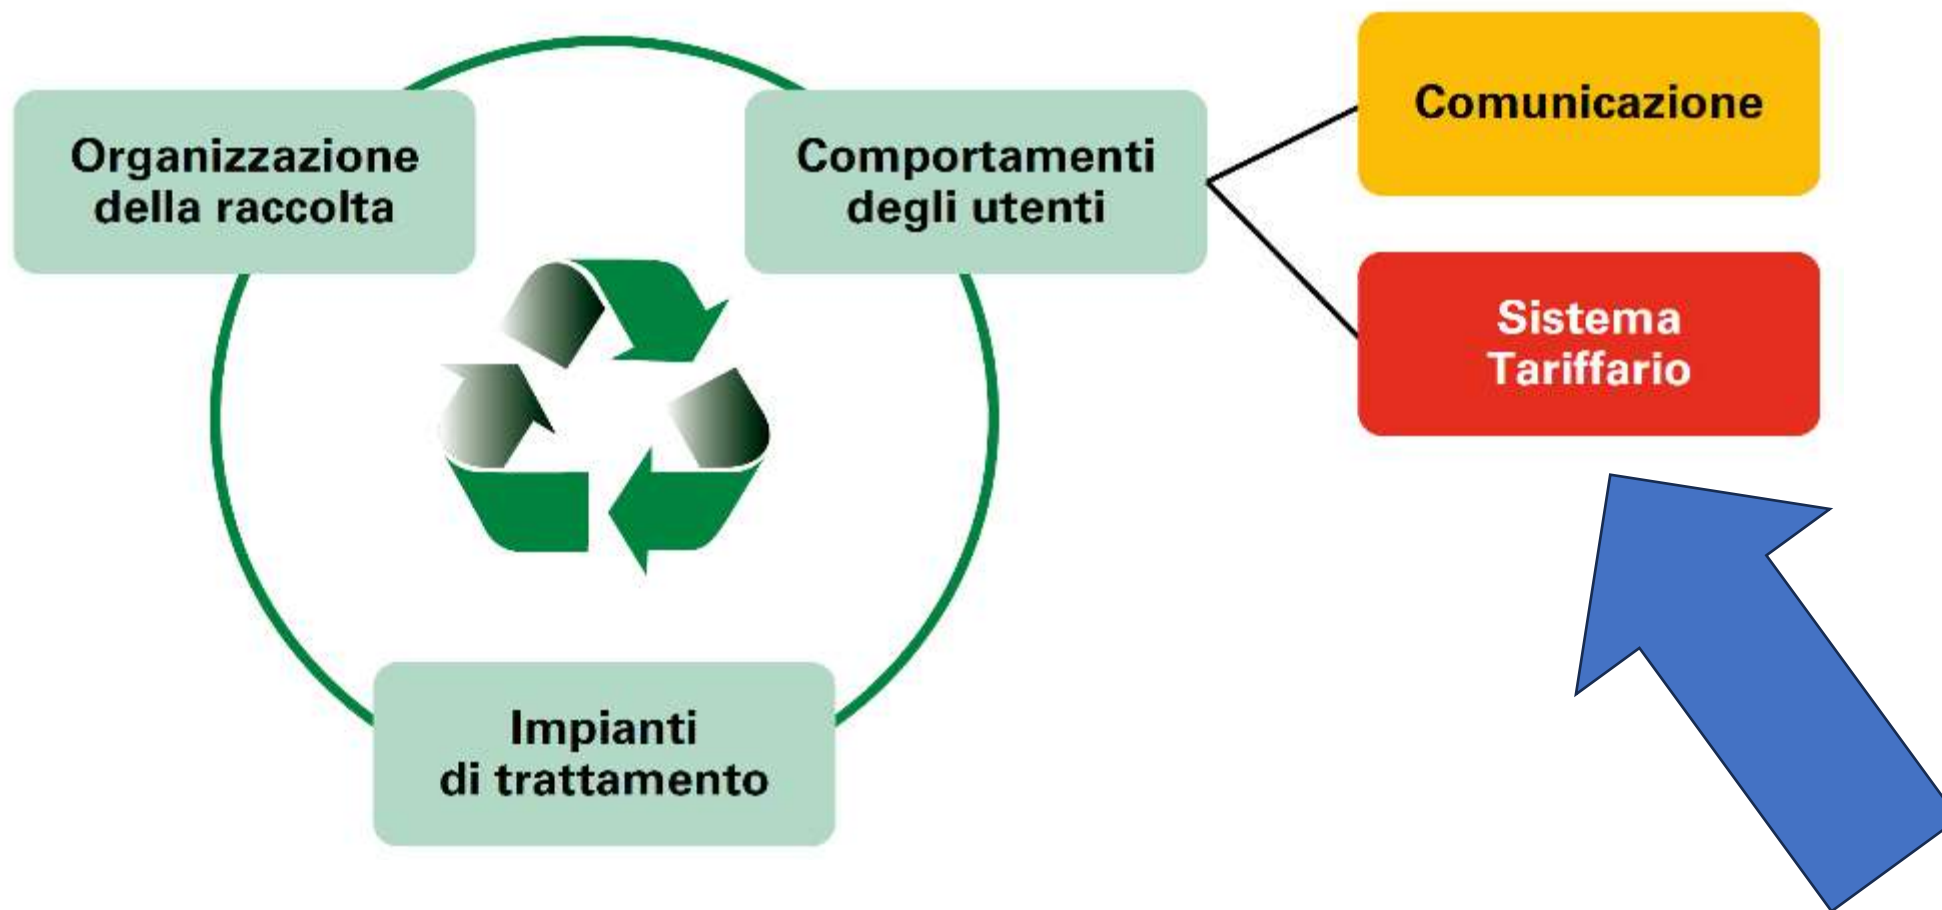 Organizzazione
della raccolta
Comportamenti
degli utenti
Comunicazione
Sistema
Tariffario
Impianti
di trattamento